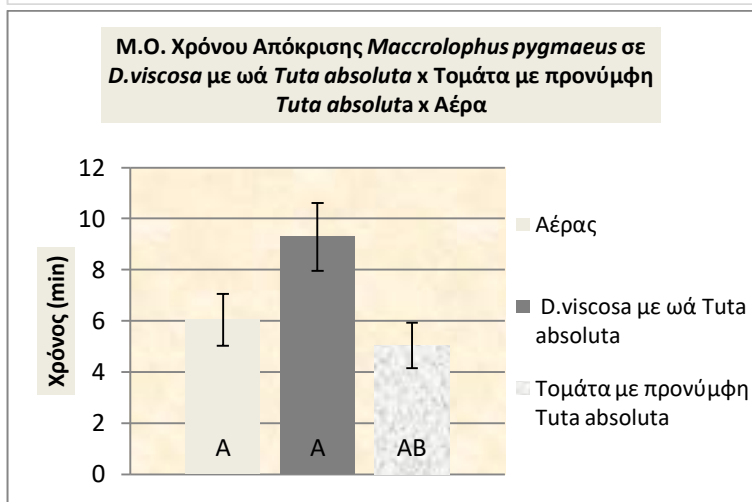 Μ.Ο. Χρόνου Απόκρισης Maccrolophus pygmaeus σε
D.viscosa με ωά Tuta absoluta x Τομάτα με προνύμφη
Tuta absoluta x Αέρα
12
10
8
6
4
2
0
Χρόνος (min)
A
A
AB
Αέρας
D.viscosa με ωά Tuta
absoluta
Τομάτα με προνύμφη
Tuta absoluta